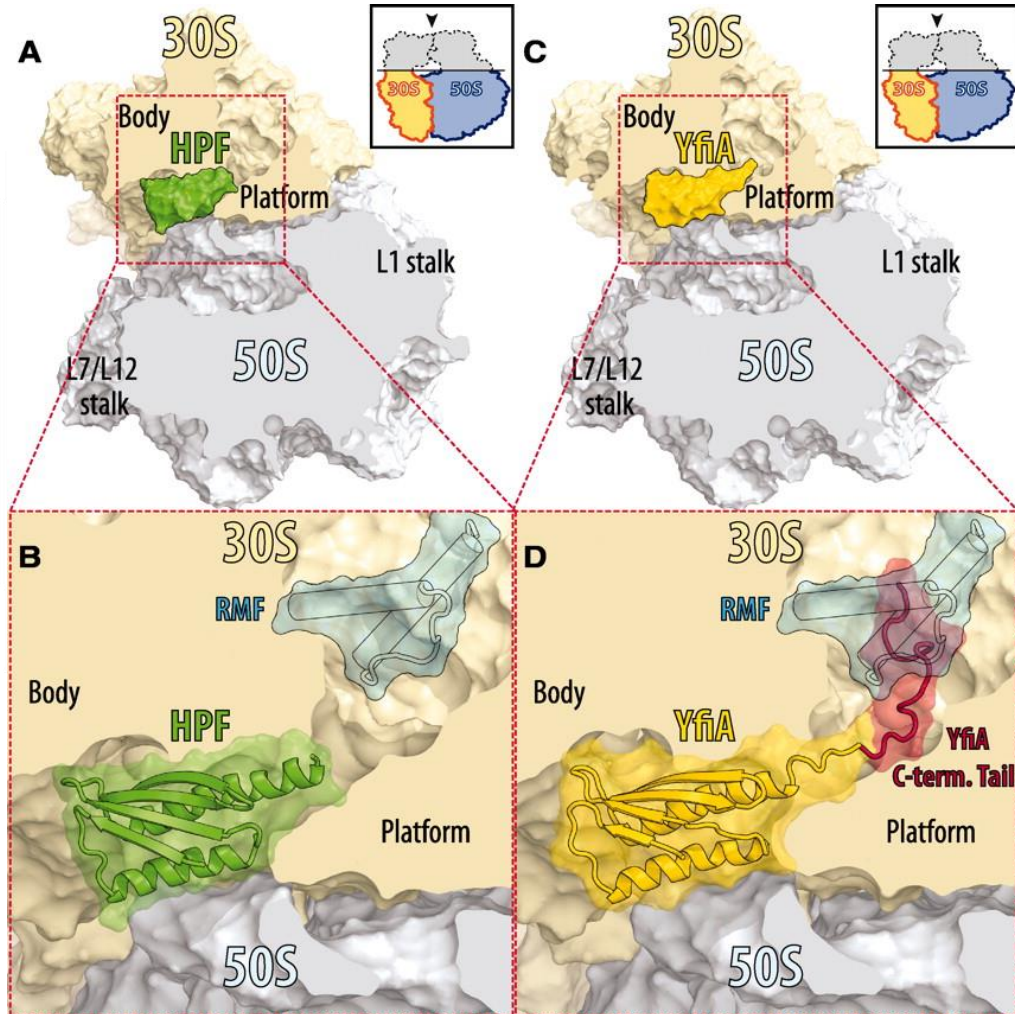 A
30S
30S
50S
Body
HPF
Platform
L1 stalk
50S
L7/L12
stalk
C
30S
30S
50S
Body
YfiA
Platform
L1 stalk
50S
L7/L12
stalk
B
30S
RMF
Body
HPF
Platform
50S
D
30S
RMF
Body
YfiA
YfiA
C-term. Tail
Platform
50S